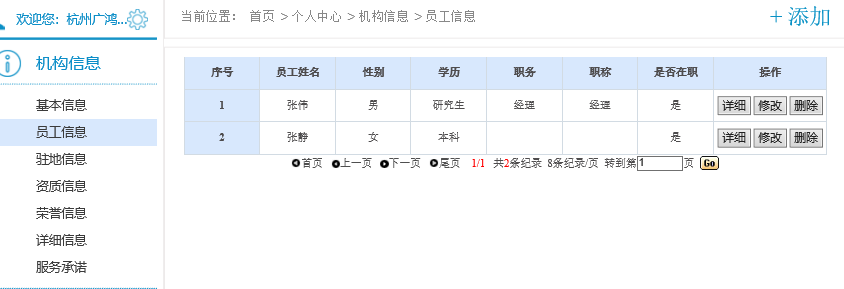 欢迎您: 杭州广鸿...
机构信息
基本信息
员工信息
驻地信息
资质信息
荣誉信息
详细信息
服务承诺
当前位置: 首页 > 个人中心 > 机构信息 > 员工信息
+ 添加
序号 员工姓名 性别 学历 职务 职称 是否在职 操作
1 张伟 男 研究生 经理 经理 是 详细 修改 删除
2 张静 女 本科 是 详细 修改 删除
首页 上一页 下一页 尾页 1/1 共2条纪录 8条纪录/页 转到第1页 Go